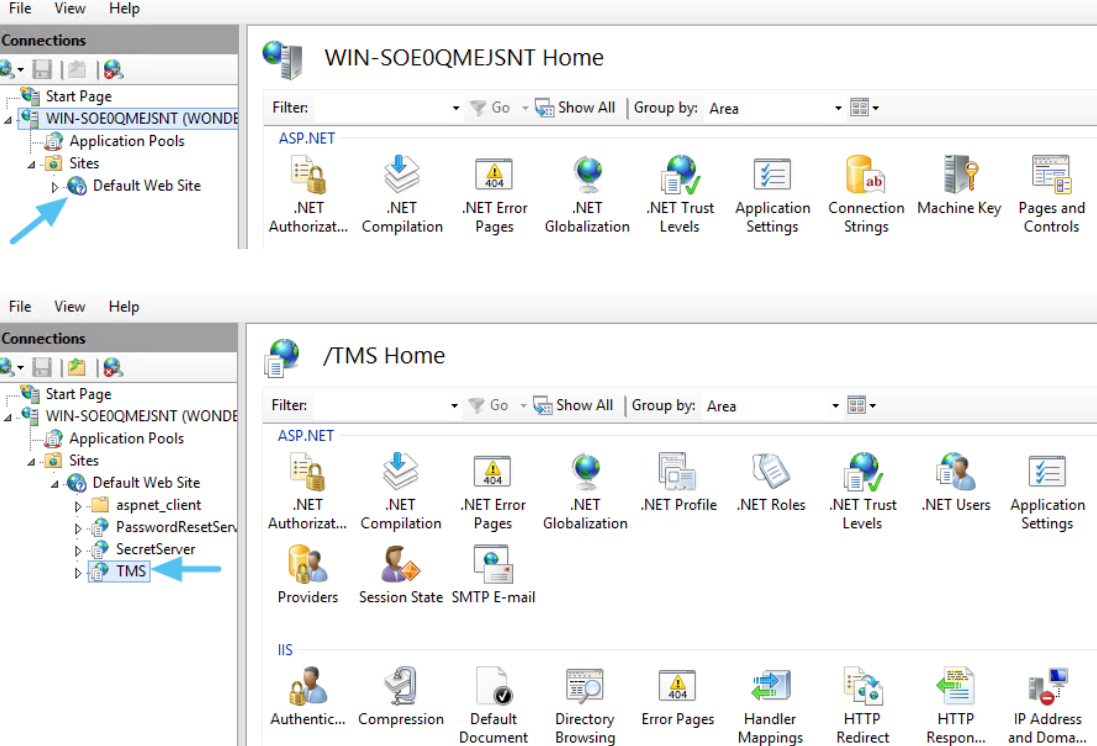 File View Help
Connections
WIN-SOE0QMEJSNT Home
Filter: Go Show All Group by: Area
Start Page
WIN-SOE0QMEJSNT (WONDE
Application Pools
Sites
Default Web Site
ASP.NET
.NET Authorizat... .NET Compilation .NET Error Pages .NET Globalization .NET Trust Levels Application Settings Connection Strings Machine Key Pages and Controls
404
ab
File View Help
Connections
/TMS Home
Filter: Go Show All Group by: Area
Start Page
WIN-SOE0QMEJSNT (WONDE
Application Pools
Sites
Default Web Site
aspnet_client
PasswordResetServ
SecretServer
TMS
ASP.NET
404
.NET Authorizat... .NET Compilation .NET Error Pages .NET Globalization .NET Profile .NET Roles .NET Trust Levels .NET Users Application Settings
Providers Session State SMTP E-mail
IIS
404
Authentic... Compression Default Document Directory Browsing Error Pages Handler Mappings HTTP Redirect HTTP Respon... IP Address and Doma...